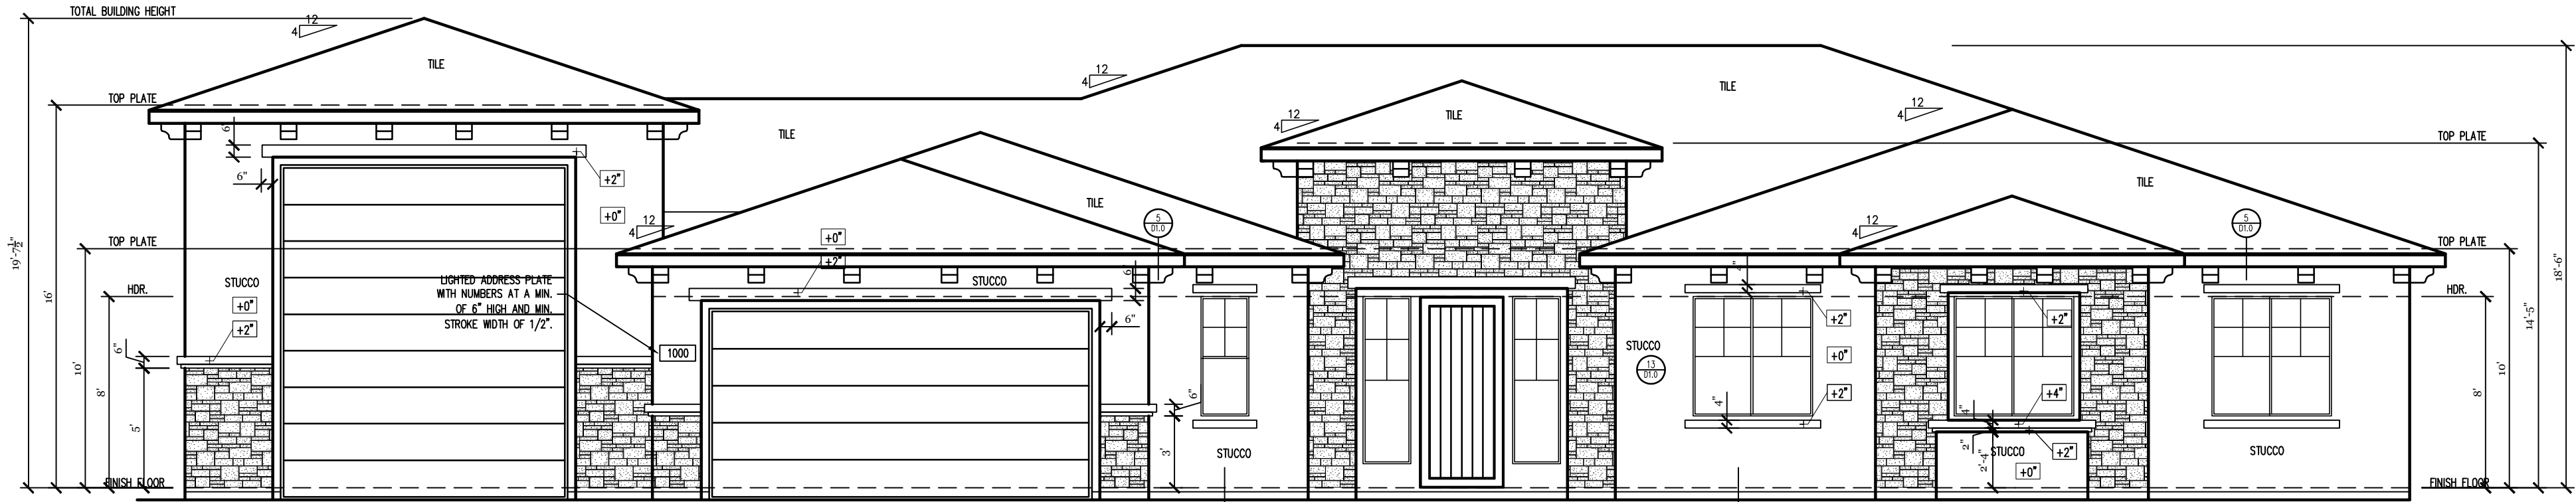 TOTAL BUILDING HEIGHT
12
4
TILE
TOP PLATE
6"
6"
+2"
+0"
19'-7½"
16'
TOP PLATE
10'
STUCCO
HDR.
+0"
8'
+2"
6"
5'
FINISH FLOOR
LIGHTED ADDRESS PLATE
WITH NUMBERS AT A MIN.
OF 6" HIGH AND MIN.
STROKE WIDTH OF 1/2".
1000
12
4
TILE
12
4
TILE
+0"
+2"
STUCCO
6"
6"
5
D1.0
6"
3'
STUCCO
12
4
TILE
TILE
12
4
TOP PLATE
TILE
12
4
5
D1.0
TOP PLATE
4"
+2"
STUCCO
+0"
13
D1.0
+2"
4"
+2"
+4"
4"
2"
STUCCO
+2"
2'-4"
+0"
STUCCO
HDR.
8'
10'
14'-5"
18'-6"
FINISH FLOOR